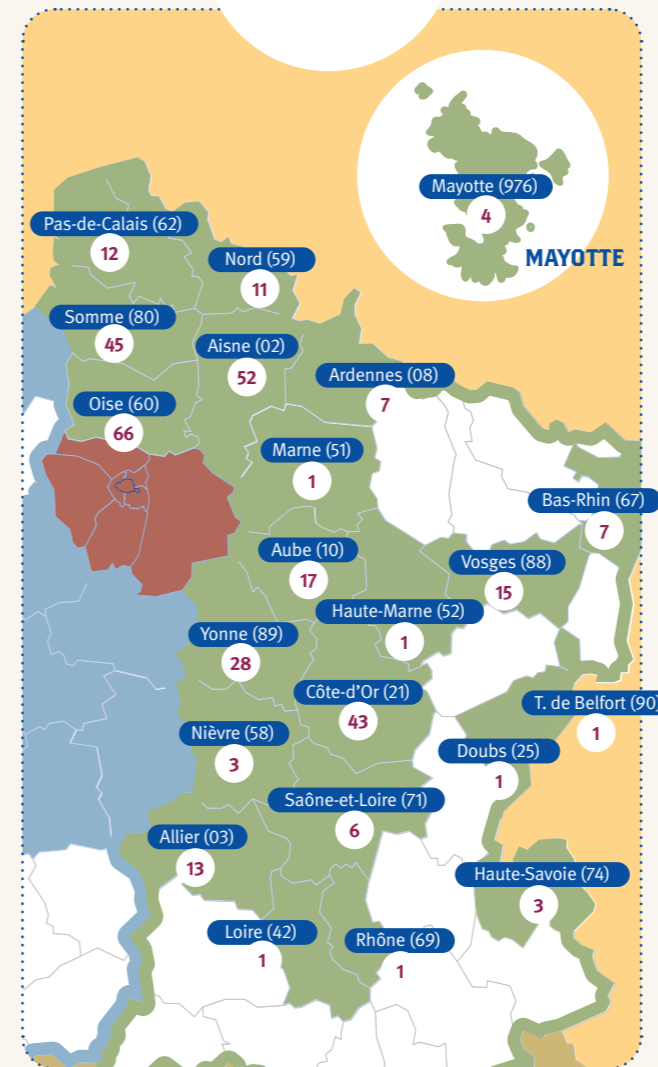 Mayotte (976)
4
MAYOTTE
Pas-de-Calais (62)
12
Nord (59)
11
Somme (80)
45
Aisne (02)
52
Ardennes (08)
7
Oise (60)
66
Marne (51)
1
Bas-Rhin (67)
7
Aube (10)
17
Vosges (88)
15
Haute-Marne (52)
1
Yonne (89)
28
Côte-d'Or (21)
43
T. de Belfort (90)
1
Nièvre (58)
3
Doubs (25)
1
Saône-et-Loire (71)
6
Allier (03)
13
Haute-Savoie (74)
3
Loire (42)
1
Rhône (69)
1